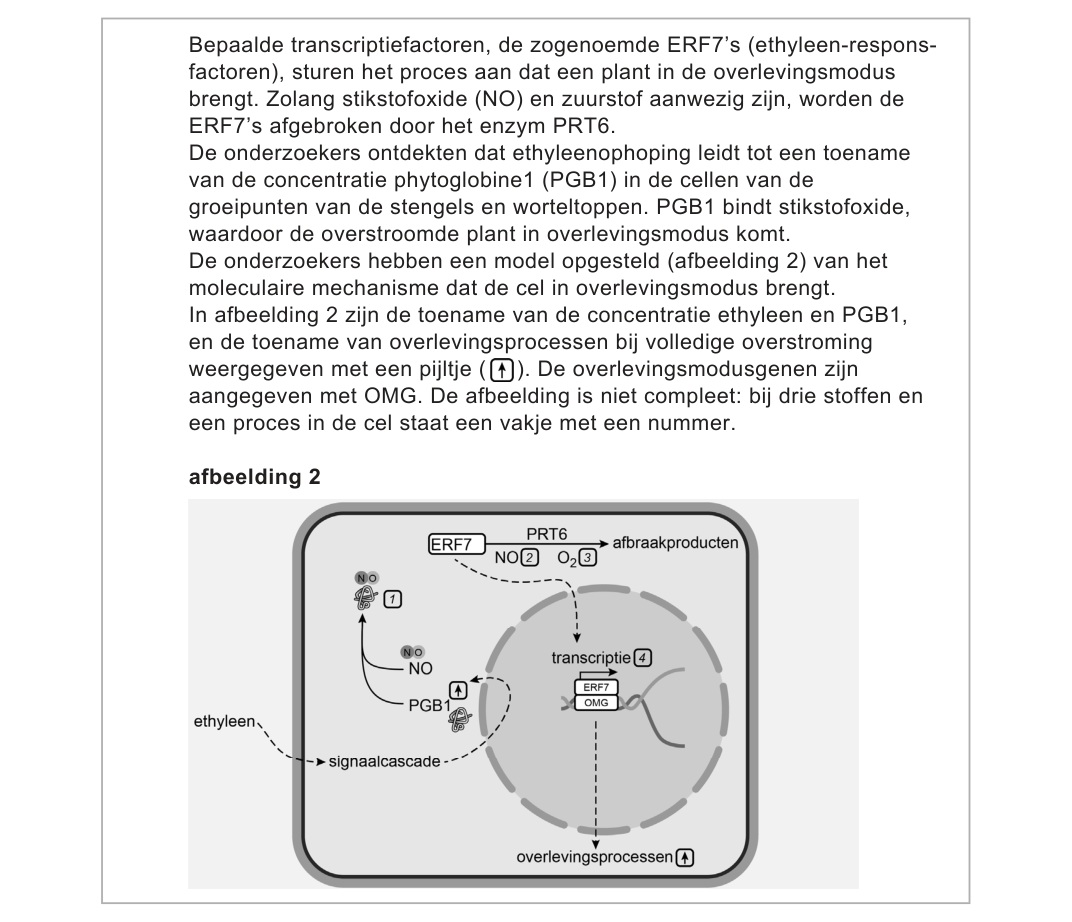 Bepaalde transcriptiefactoren, de zogenoemde ERF7’s (ethyleen-respons-
factoren), sturen het proces aan dat een plant in de overlevingsmodus
brengt. Zolang stikstofoxide (NO) en zuurstof aanwezig zijn, worden de
ERF7’s afgebroken door het enzym PRT6.
De onderzoekers ontdekten dat ethyleenophoping leidt tot een toename
van de concentratie phytoglobine1 (PGB1) in de cellen van de
groeipunten van de stengels en worteltoppen. PGB1 bindt stikstofoxide,
waardoor de overstroomde plant in overlevingsmodus komt.
De onderzoekers hebben een model opgesteld (afbeelding 2) van het
moleculaire mechanisme dat de cel in overlevingsmodus brengt.
In afbeelding 2 zijn de toename van de concentratie ethyleen en PGB1,
en de toename van overlevingsprocessen bij volledige overstroming
weergegeven met een pijltje (↑). De overlevingsmodusgenen zijn
aangegeven met OMG. De afbeelding is niet compleet: bij drie stoffen en
een proces in de cel staat een vakje met een nummer.
afbeelding 2
PRT6
ERF7
afbraakproducten
NO 2 O₂ 3
NO
1
NO
NO
transcriptie 4
ERF7
OMG
PGB1 ↑
ethyleen
signaalcascade
overlevingsprocessen ↑